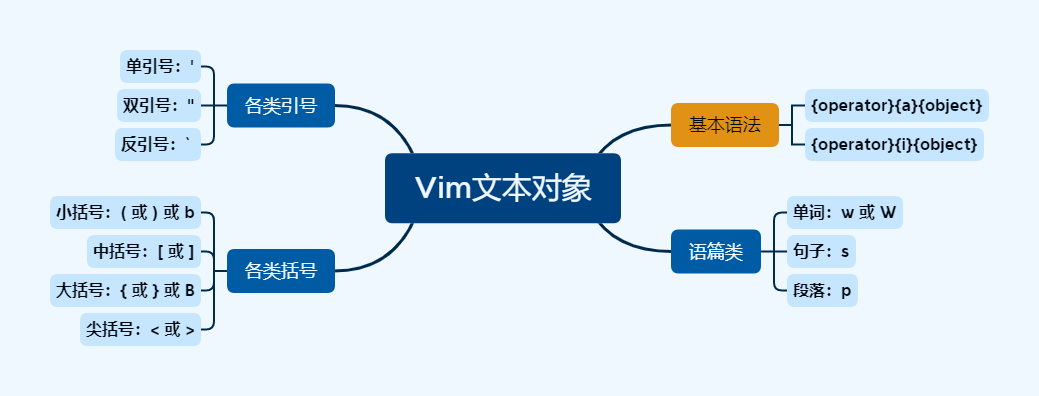 Vim文本对象
基本语法
{operator}{a}{object}
{operator}{i}{object}
语篇类
单词：w 或 W
句子：s
段落：p
各类引号
单引号：'
双引号："
反引号：`
各类括号
小括号：( 或 ) 或 b
中括号：[ 或 ]
大括号：{ 或 } 或 B
尖括号：< 或 >